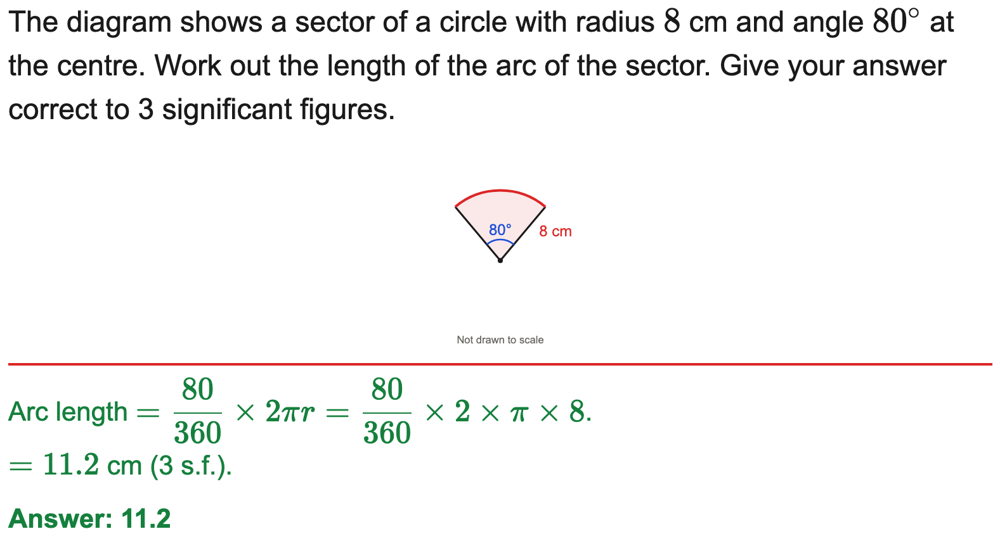 The diagram shows a sector of a circle with radius 8 cm and angle 80° at
the centre. Work out the length of the arc of the sector. Give your answer
correct to 3 significant figures.
80°
8 cm
Not drawn to scale
Arc length = 80/360 × 2πr = 80/360 × 2 × π × 8.
= 11.2 cm (3 s.f.).
Answer: 11.2